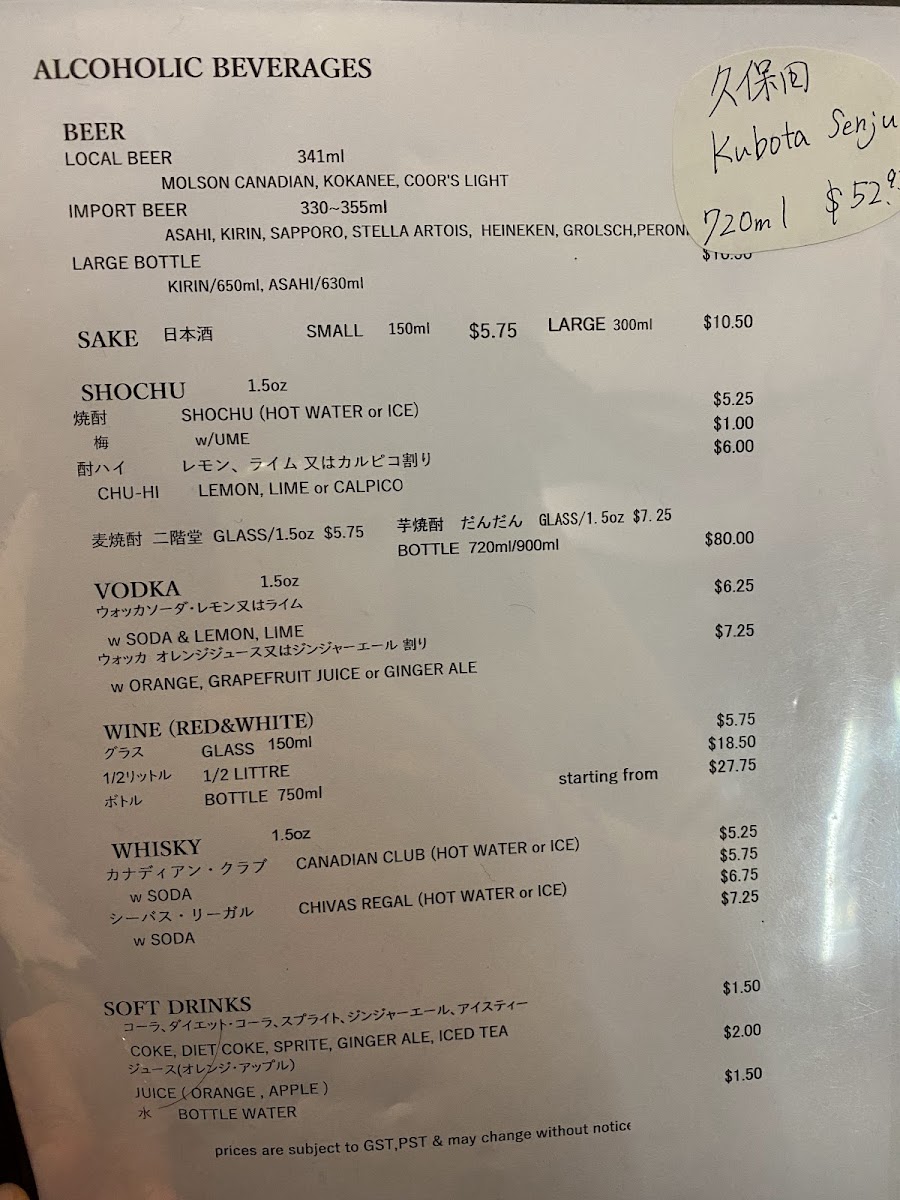 ALCOHOLIC BEVERAGES
久保田
Kubota Senju
720ml $52.
BEER
LOCAL BEER 341ml
MOLSON CANADIAN, KOKANEE, COOR'S LIGHT
IMPORT BEER 330~355ml
ASAHI, KIRIN, SAPPORO, STELLA ARTOIS, HEINEKEN, GROLSCH,PERONI
LARGE BOTTLE
KIRIN/650ml, ASAHI/630ml
SAKE 日本酒 SMALL 150ml $5.75 LARGE 300ml $10.50
SHOCHU 1.5oz
焼酎 SHOCHU (HOT WATER or ICE) $5.25
梅 w/UME $1.00
酎ハイ レモン、ライム 又はカルピコ割り $6.00
CHU-HI LEMON, LIME or CALPICO
麦焼酎 二階堂 GLASS/1.5oz $5.75 芋焼酎 だんだん GLASS/1.5oz $7.25
BOTTLE 720ml/900ml $80.00
VODKA 1.5oz $6.25
ウォッカソーダ・レモン又はライム
w SODA & LEMON, LIME $7.25
ウォッカ オレンジジュース又はジンジャーエール 割り
w ORANGE, GRAPEFRUIT JUICE or GINGER ALE
WINE (RED&WHITE)
グラス GLASS 150ml $5.75
1/2リットル 1/2 LITTRE $18.50
ボトル BOTTLE 750ml starting from $27.75
WHISKY 1.5oz
カナディアン・クラブ CANADIAN CLUB (HOT WATER or ICE) $5.25
w SODA $5.75
シーバス・リーガル CHIVAS REGAL (HOT WATER or ICE) $6.75
w SODA $7.25
SOFT DRINKS $1.50
コーラ、ダイエット・コーラ、スプライト、ジンジャーエール、アイスティー
COKE, DIET COKE, SPRITE, GINGER ALE, ICED TEA $2.00
ジュース(オレンジ・アップル)
JUICE ( ORANGE , APPLE ) $1.50
水 BOTTLE WATER
prices are subject to GST,PST & may change without notice